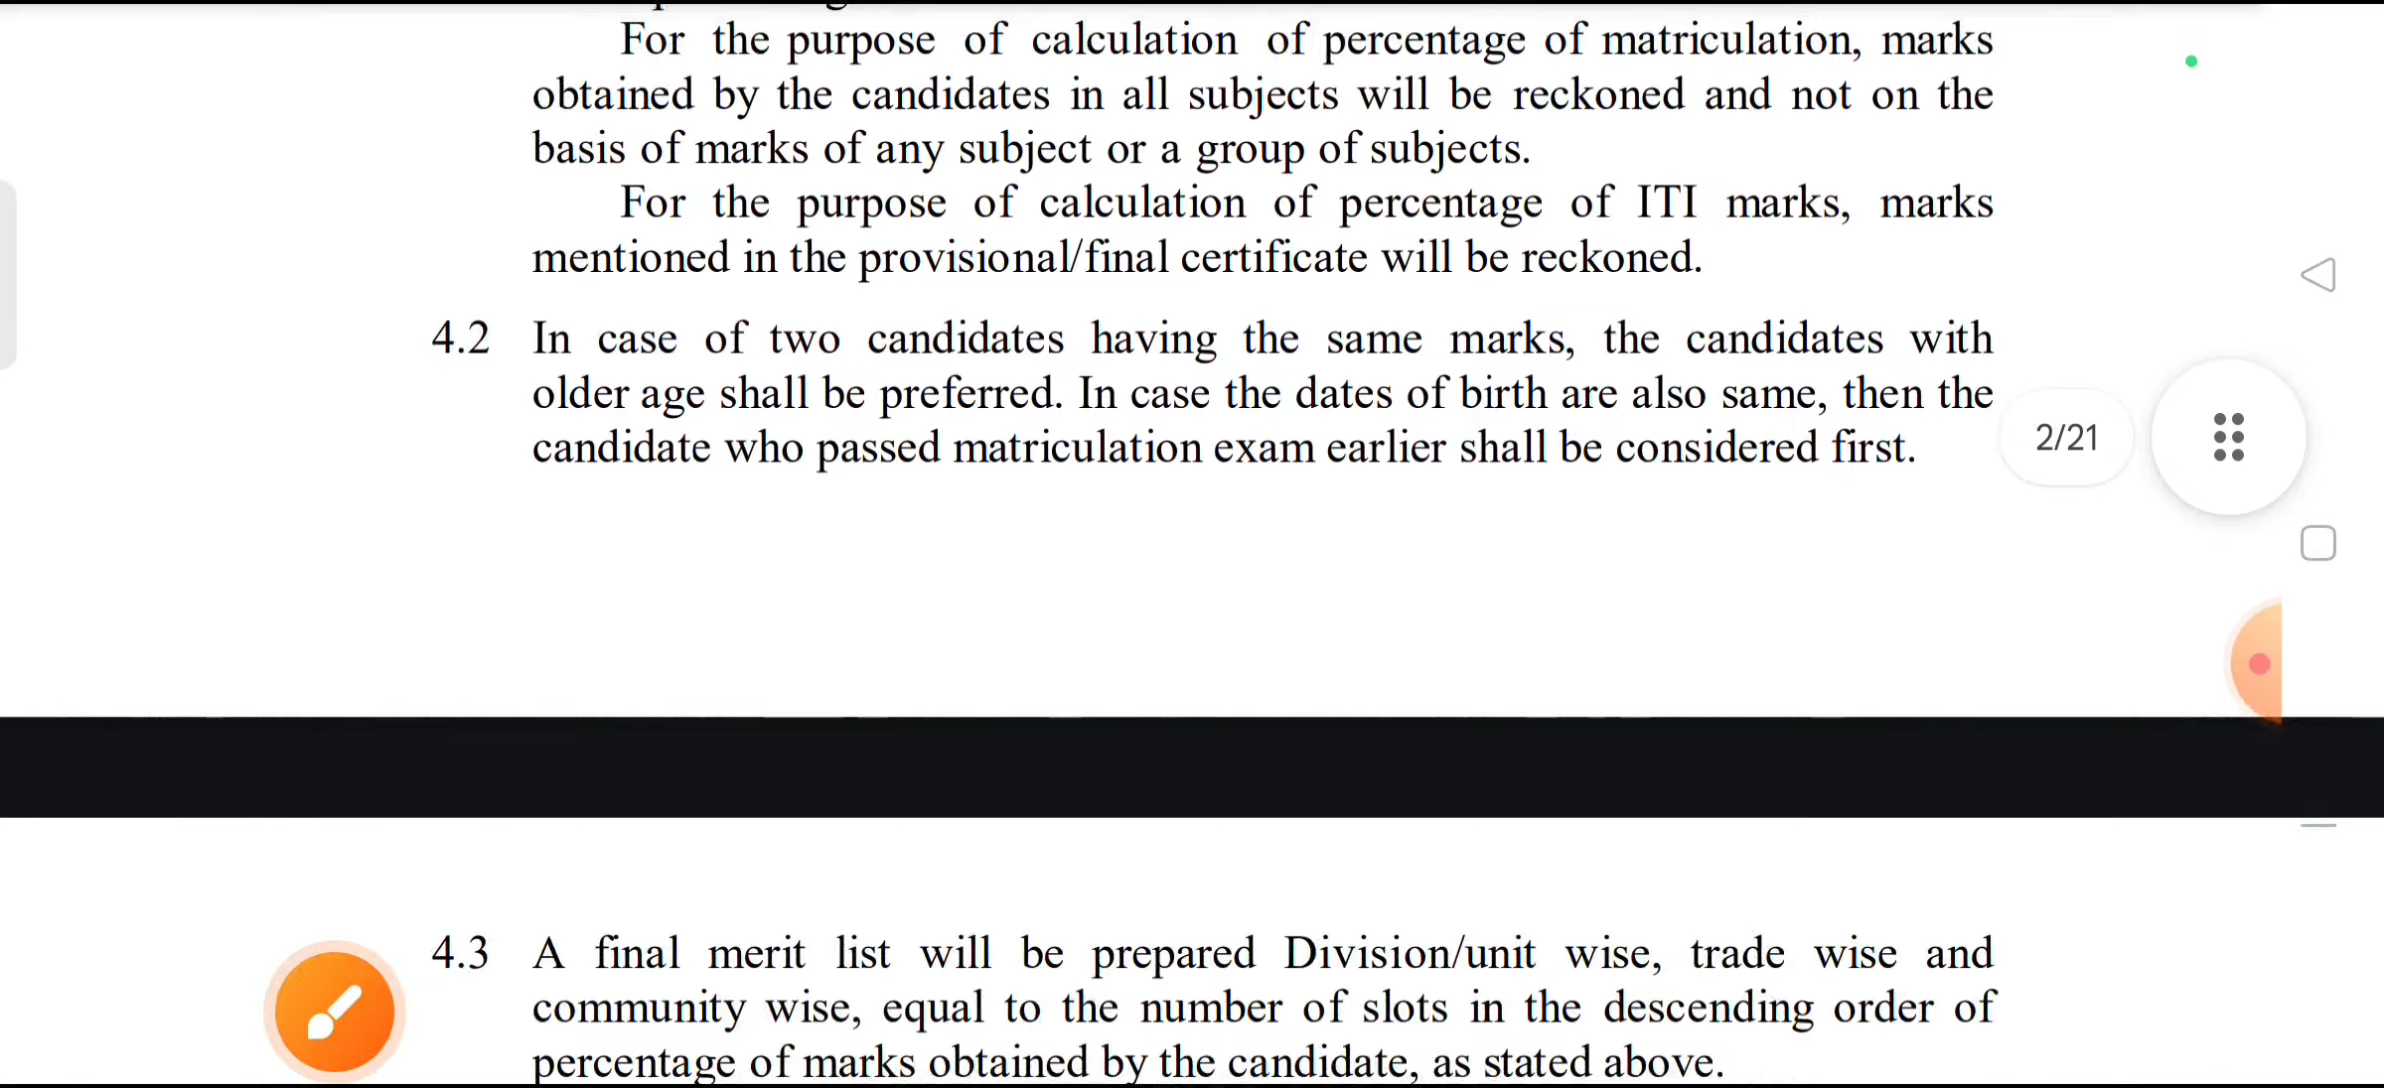 For the purpose of calculation of percentage of matriculation, marks
obtained by the candidates in all subjects will be reckoned and not on the
basis of marks of any subject or a group of subjects.
For the purpose of calculation of percentage of ITI marks, marks
mentioned in the provisional/final certificate will be reckoned.
4.2 In case of two candidates having the same marks, the candidates with
older age shall be preferred. In case the dates of birth are also same, then the
candidate who passed matriculation exam earlier shall be considered first.
2/21
4.3 A final merit list will be prepared Division/unit wise, trade wise and
community wise, equal to the number of slots in the descending order of
percentage of marks obtained by the candidate, as stated above.